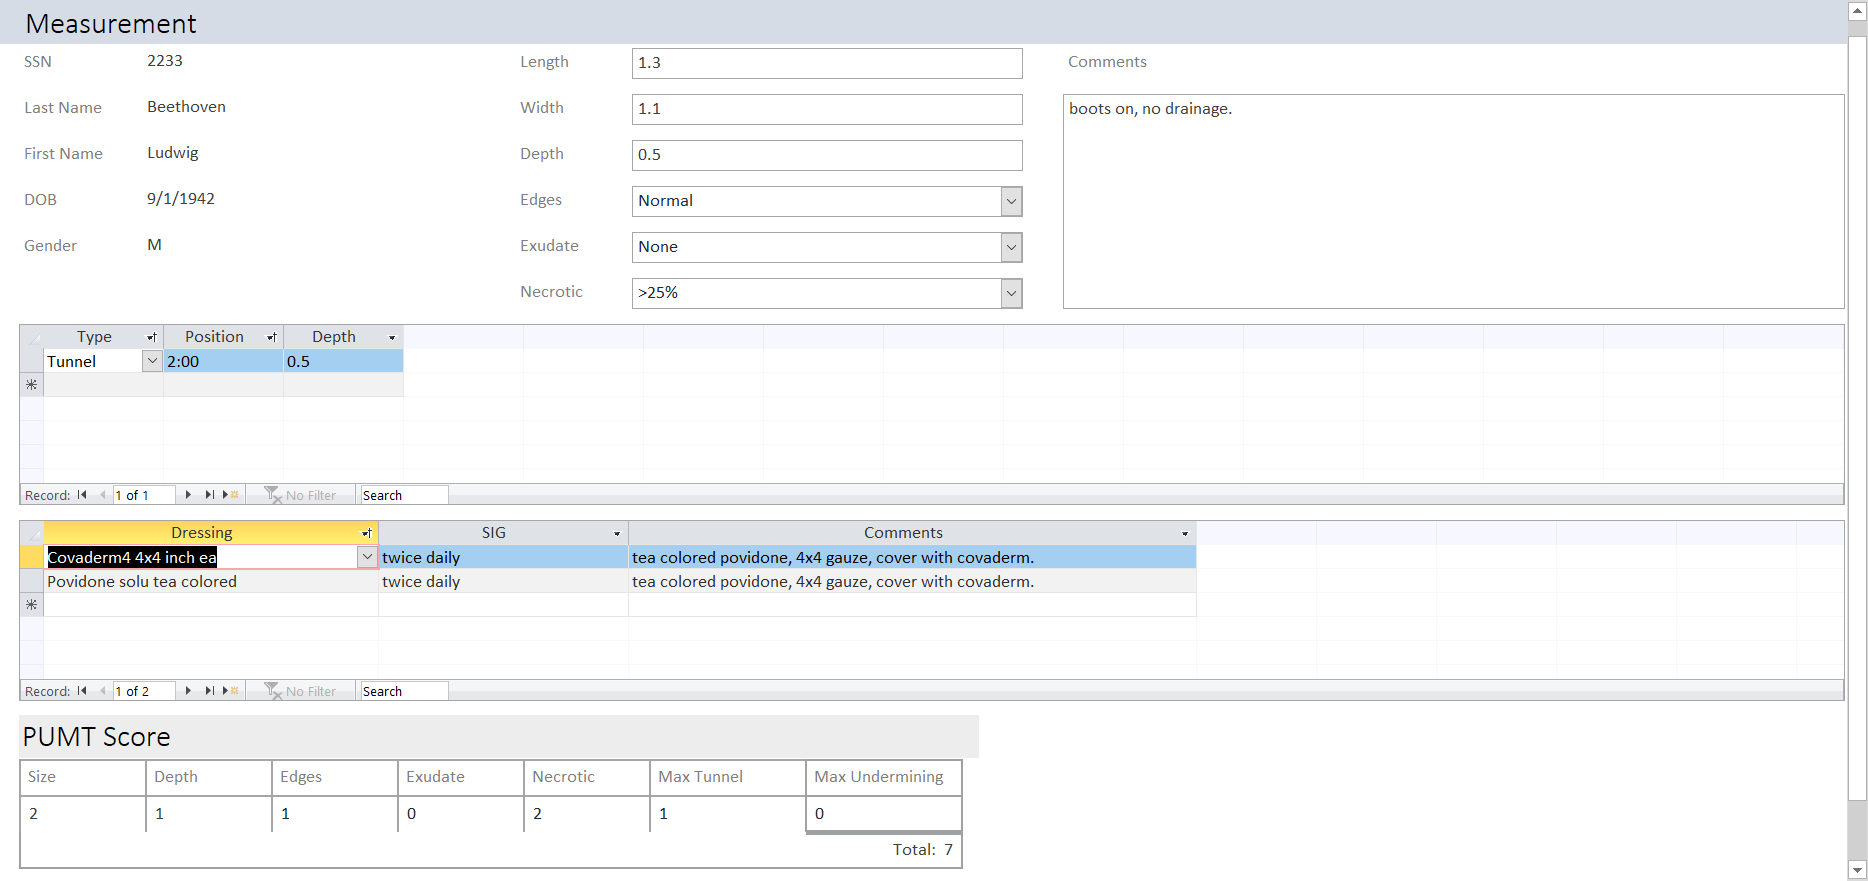 Measurement
SSN 2233 Length 1.3 Comments
Last Name Beethoven Width 1.1 boots on, no drainage.
First Name Ludwig Depth 0.5
DOB 9/1/1942 Edges Normal
Gender M Exudate None
Necrotic >25%
Type Position Depth
Tunnel 2:00 0.5
Record: 1 of 1 No Filter Search
Dressing SIG Comments
Covaderm4 4x4 inch ea twice daily tea colored povidone, 4x4 gauze, cover with covaderm.
Povidone solu tea colored twice daily tea colored povidone, 4x4 gauze, cover with covaderm.
Record: 1 of 2 No Filter Search
PUMT Score
Size Depth Edges Exudate Necrotic Max Tunnel Max Undermining
2 1 1 0 2 1 0
Total: 7